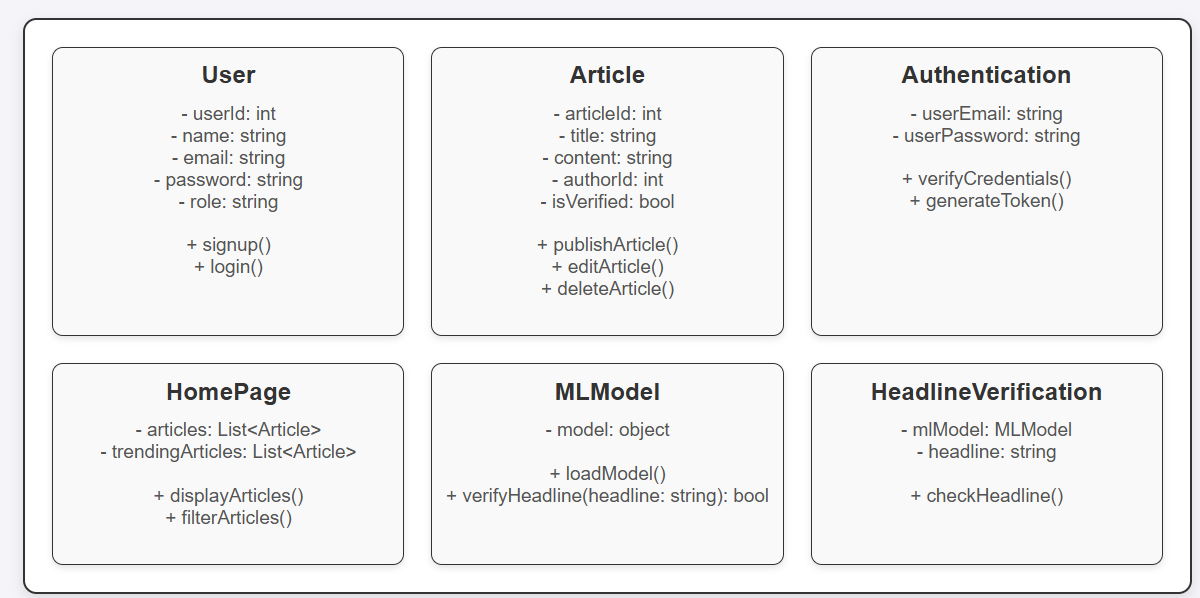 User
- userId: int
- name: string
- email: string
- password: string
- role: string
+ signup()
+ login()
Article
- articleId: int
- title: string
- content: string
- authorId: int
- isVerified: bool
+ publishArticle()
+ editArticle()
+ deleteArticle()
Authentication
- userEmail: string
- userPassword: string
+ verifyCredentials()
+ generateToken()
HomePage
- articles: List<Article>
- trendingArticles: List<Article>
+ displayArticles()
+ filterArticles()
MLModel
- model: object
+ loadModel()
+ verifyHeadline(headline: string): bool
HeadlineVerification
- mlModel: MLModel
- headline: string
+ checkHeadline()